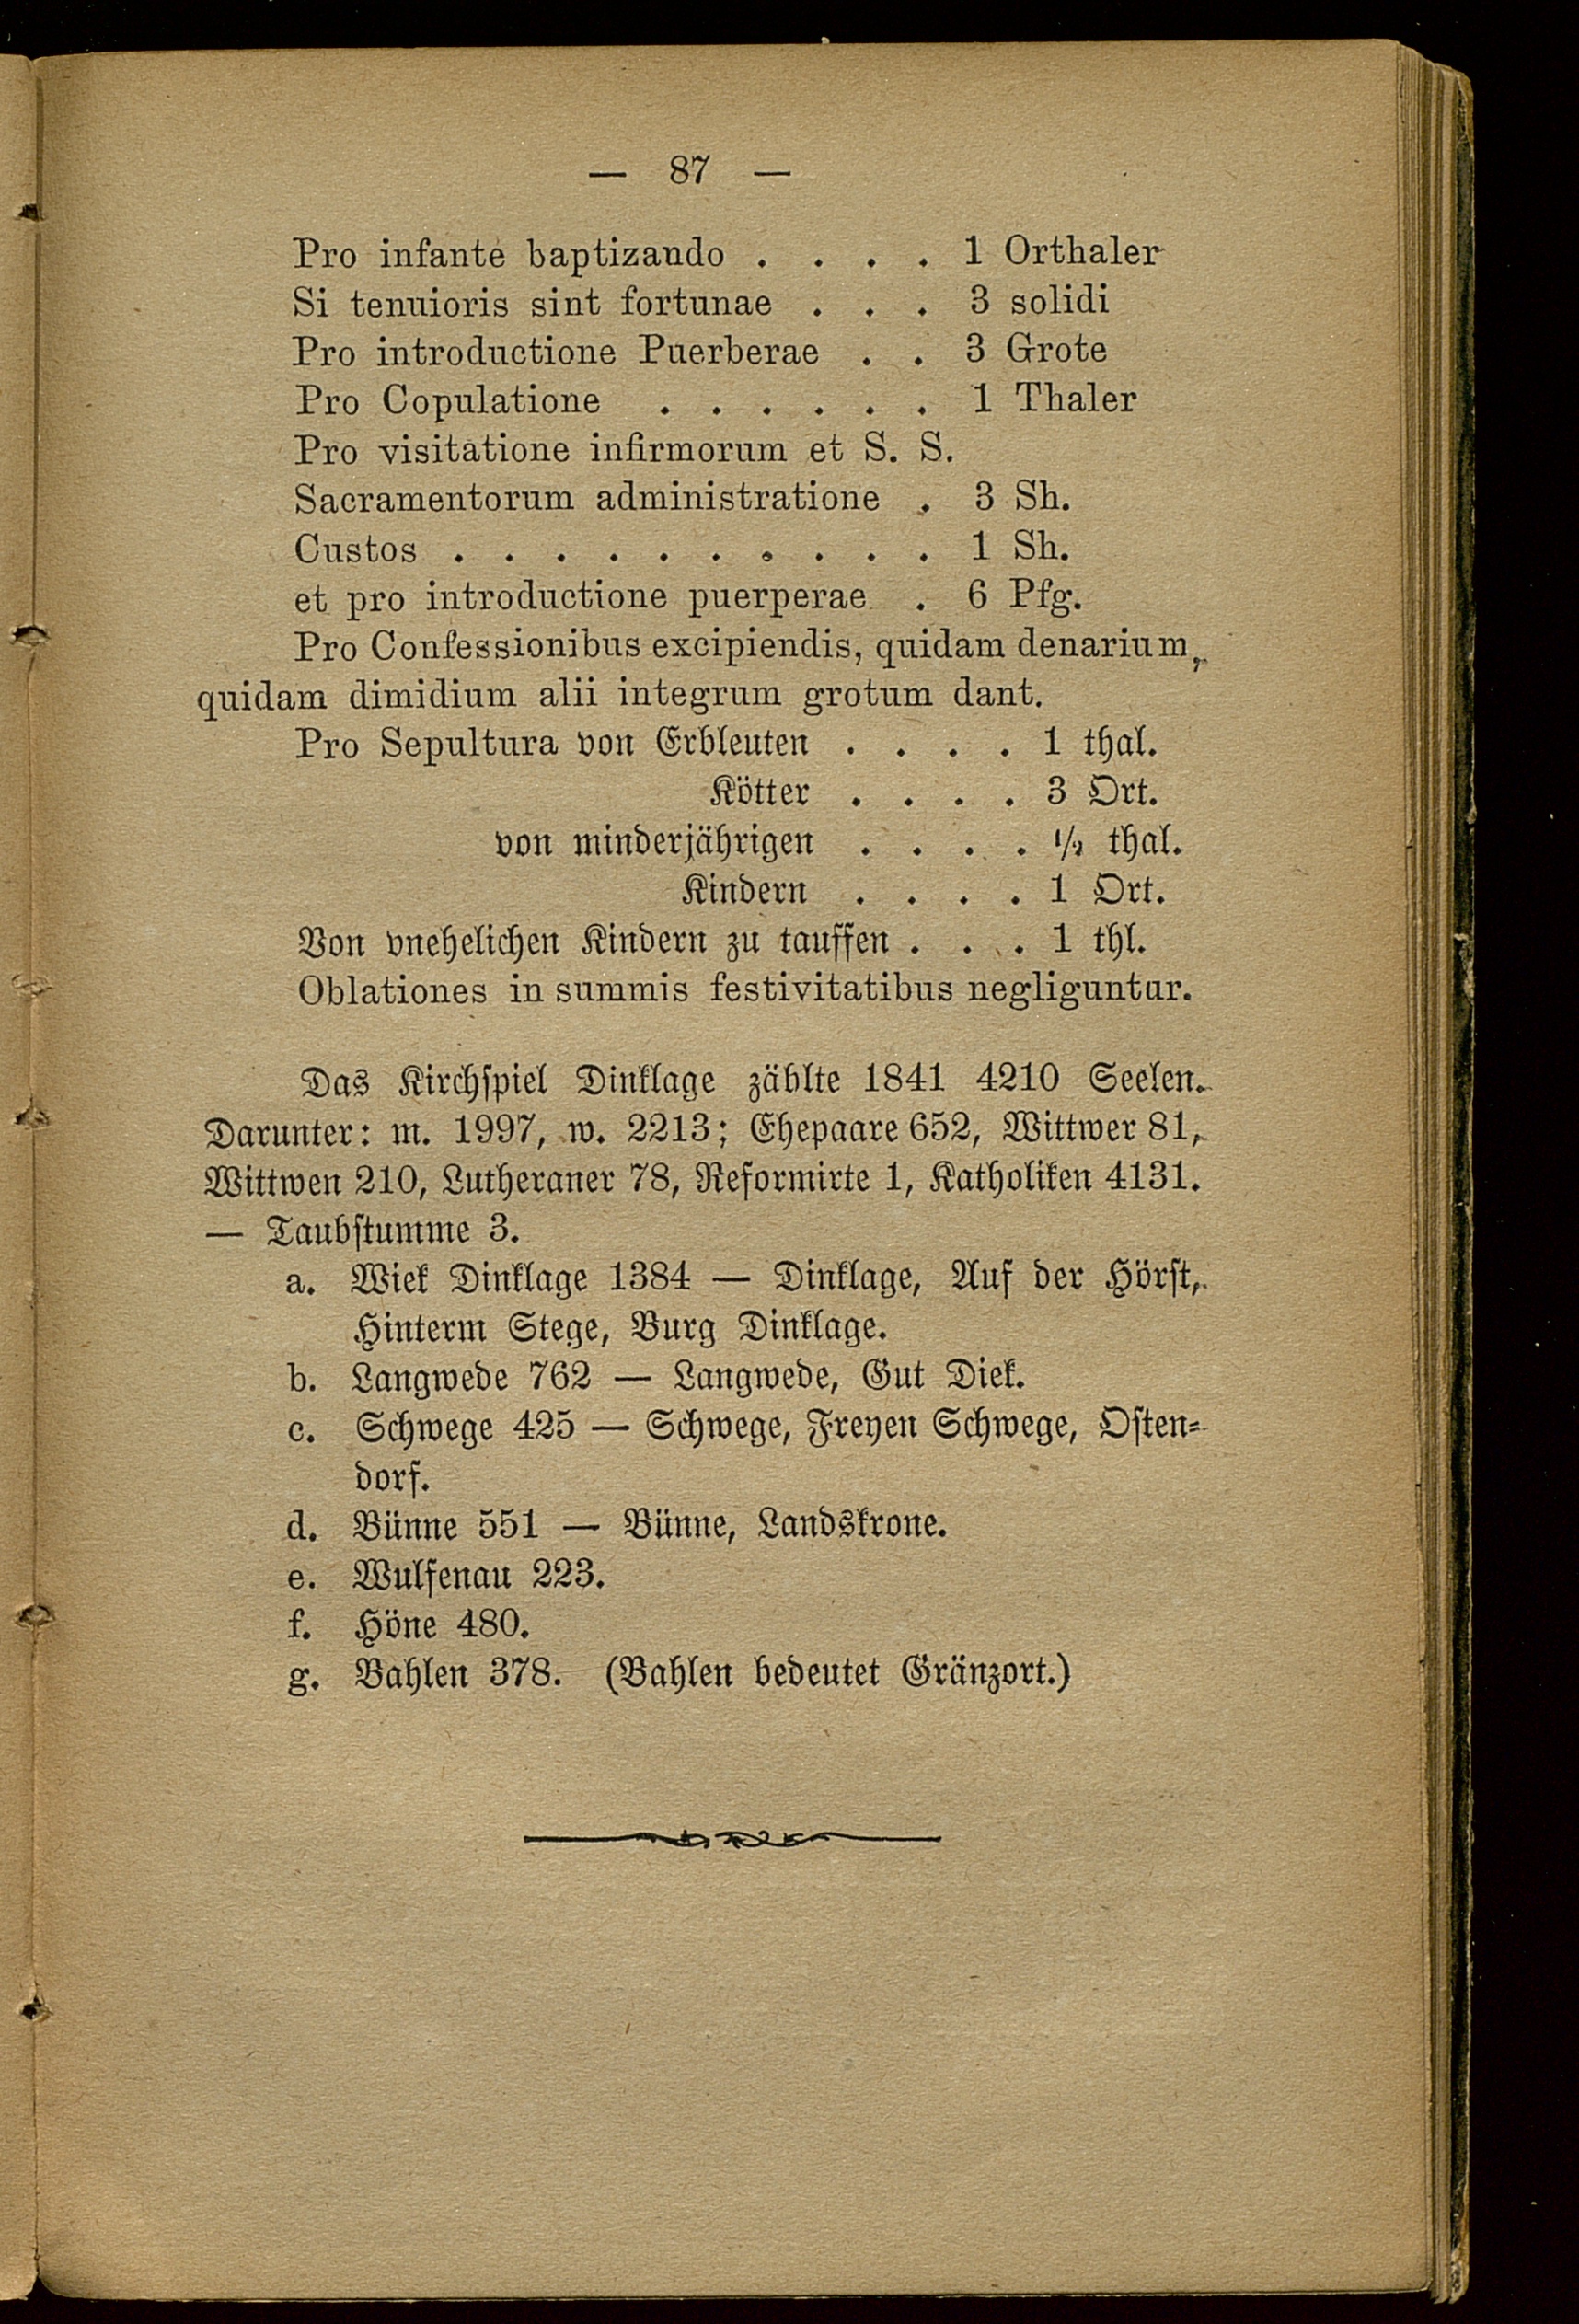 — 87 —
Pro infante baptizando . . . . 1 Orthaler
Si tenuioris sint fortunae . . . 3 solidi
Pro introductione Puerberae . . 3 Grote
Pro Copulatione . . . . . . 1 Thaler
Pro visitatione infirmorum et S. S.
Sacramentorum administratione . 3 Sh.
Custos . . . . . . . . . . 1 Sh.
et pro introductione puerperae . 6 Pfg.
Pro Confessionibus excipiendis, quidam denarium,
quidam dimidium alii integrum grotum dant.
Pro Sepultura von Erbleuten . . . . 1 thal.
Kötter . . . . 3 Ort.
von minderjährigen . . . . ½ thal.
Kindern . . . . 1 Ort.
Von vnehelichen Kindern zu tauffen . . . 1 thl.
Oblationes in summis festivitatibus negliguntur.
Das Kirchspiel Dinklage zählte 1841 4210 Seelen.
Darunter: m. 1997, w. 2213; Ehepaare 652, Wittwer 81,
Wittwen 210, Lutheraner 78, Reformirte 1, Katholiken 4131.
— Taubstumme 3.
a. Wiek Dinklage 1384 — Dinklage, Auf der Hörst,
Hinterm Stege, Burg Dinklage.
b. Langwede 762 — Langwede, Gut Diek.
c. Schwege 425 — Schwege, Freyen Schwege, Osten-
dorf.
d. Bünne 551 — Bünne, Landskrone.
e. Wulfenau 223.
f. Höne 480.
g. Bahlen 378. (Bahlen bedeutet Gränzort.)